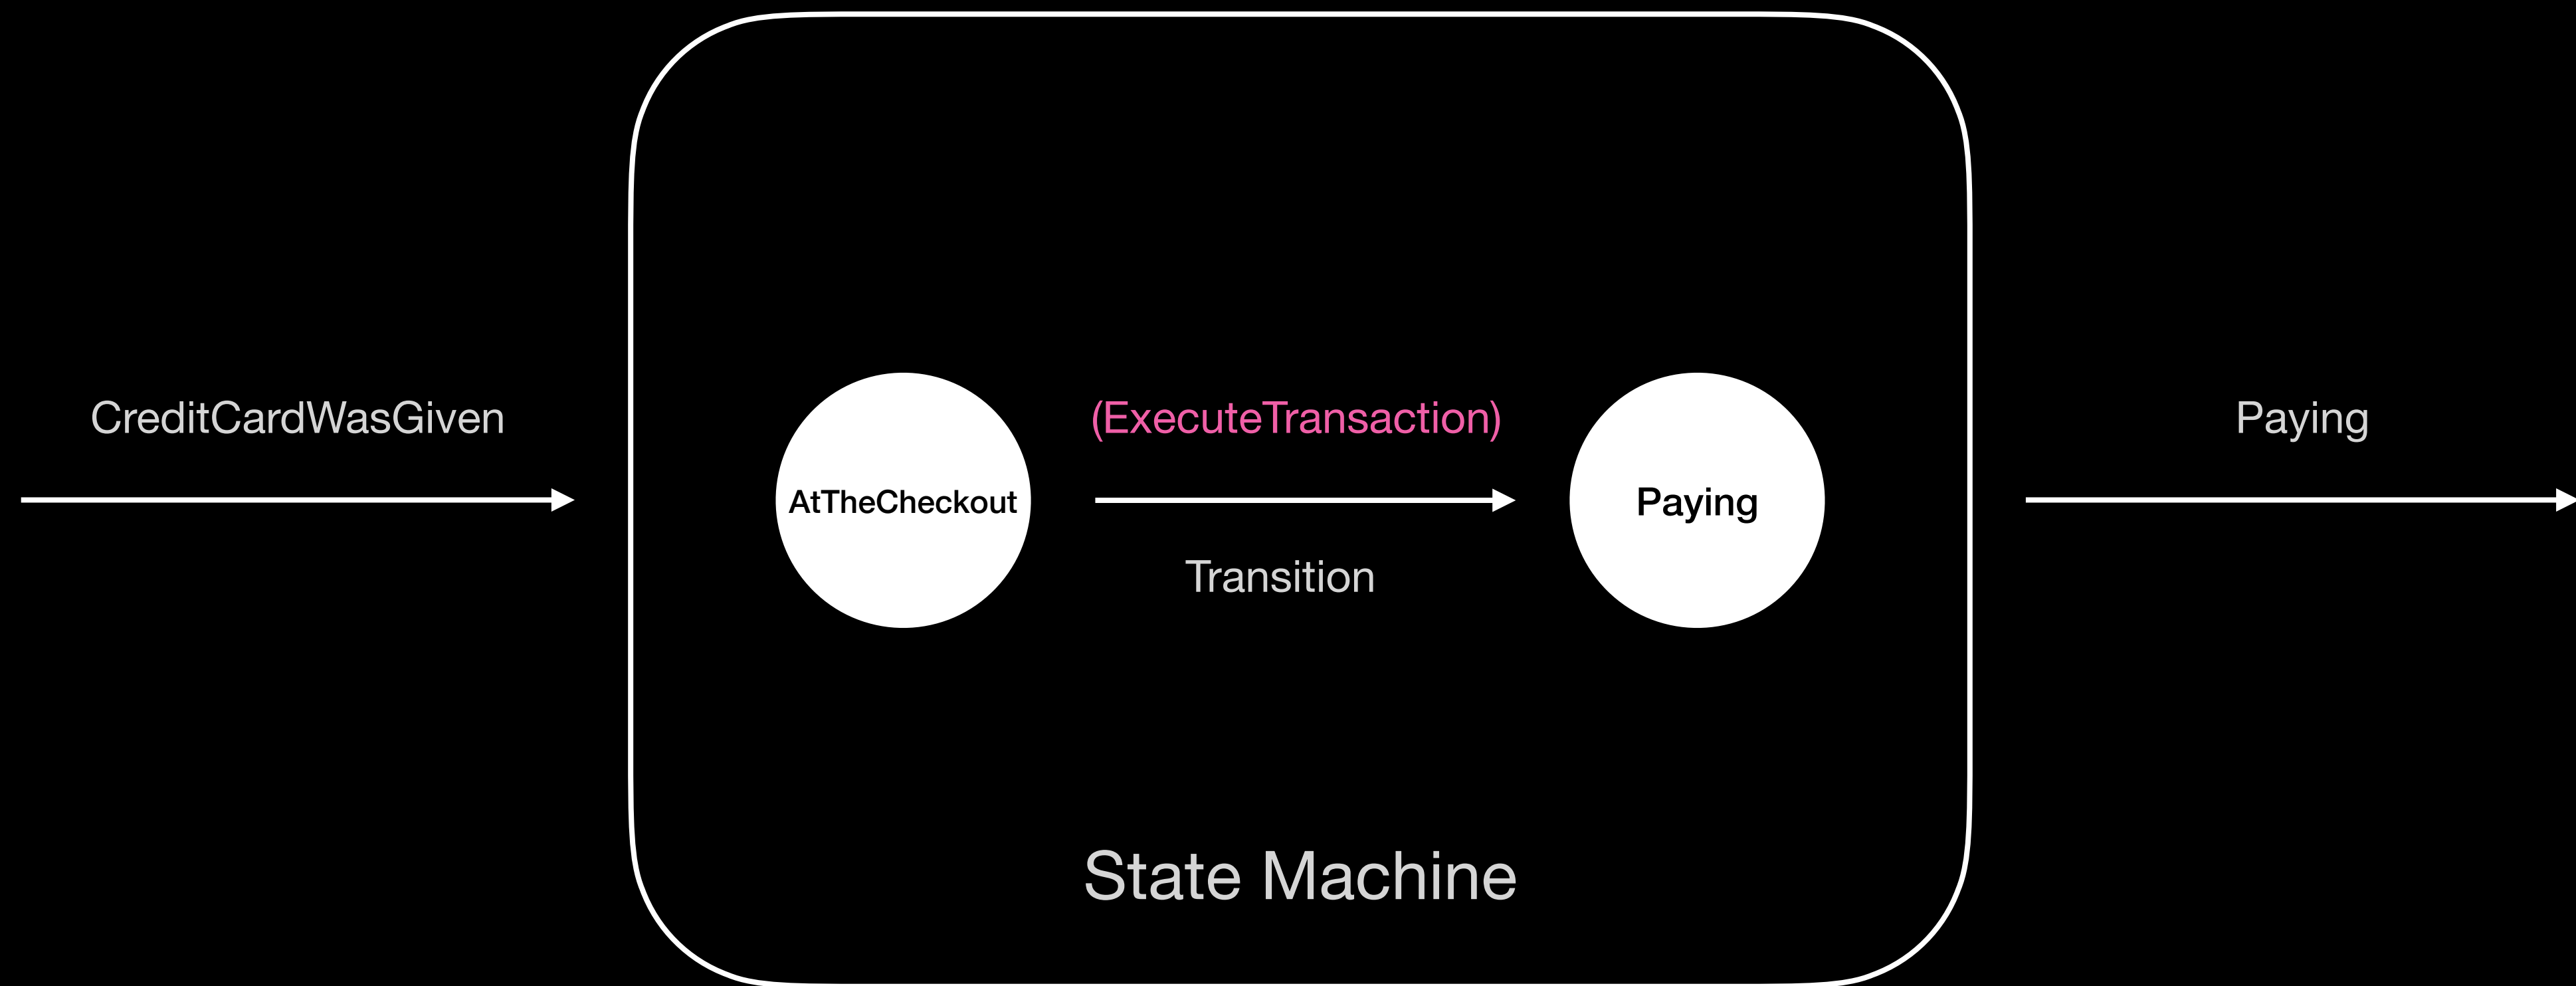 CreditCardWasGiven
(ExecuteTransaction)
Paying
AtTheCheckout
Paying
Transition
State Machine